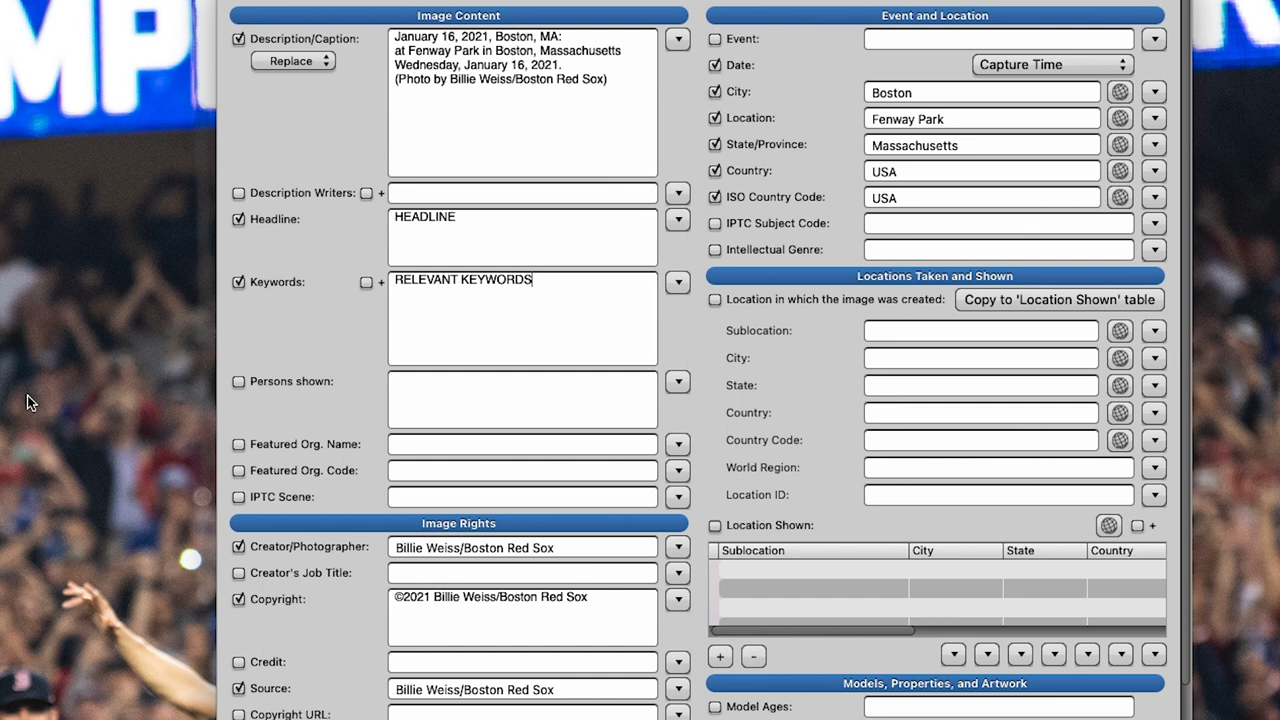 MP
Image Content
Description/Caption:
Replace
January 16, 2021, Boston, MA:
at Fenway Park in Boston, Massachusetts
Wednesday, January 16, 2021.
(Photo by Billie Weiss/Boston Red Sox)
Description Writers: +
Headline: HEADLINE
Keywords: + RELEVANT KEYWORDS
Persons shown:
Featured Org. Name:
Featured Org. Code:
IPTC Scene:
Image Rights
Creator/Photographer: Billie Weiss/Boston Red Sox
Creator's Job Title:
Copyright: ©2021 Billie Weiss/Boston Red Sox
Credit:
Source: Billie Weiss/Boston Red Sox
Copyright URL:
Event and Location
Event:
Date: Capture Time
City: Boston
Location: Fenway Park
State/Province: Massachusetts
Country: USA
ISO Country Code: USA
IPTC Subject Code:
Intellectual Genre:
Locations Taken and Shown
Location in which the image was created: Copy to 'Location Shown' table
Sublocation:
City:
State:
Country:
Country Code:
World Region:
Location ID:
Location Shown: +
Sublocation City State Country
+ -
Models, Properties, and Artwork
Model Ages: